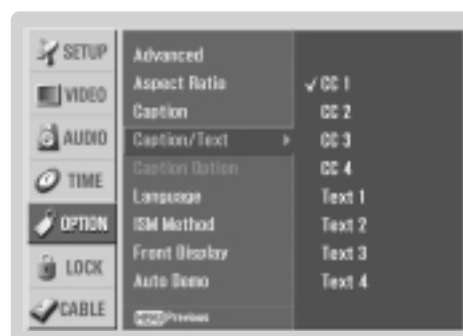 SETUP
VIDEO
AUDIO
TIME
OPTION
LOCK
CABLE
Advanced
Aspect Ratio
Caption
Caption/Text
Caption Option
Language
ISM Method
Front Display
Auto Demo
MENU Previous
✓ CC 1
CC 2
CC 3
CC 4
Text 1
Text 2
Text 3
Text 4